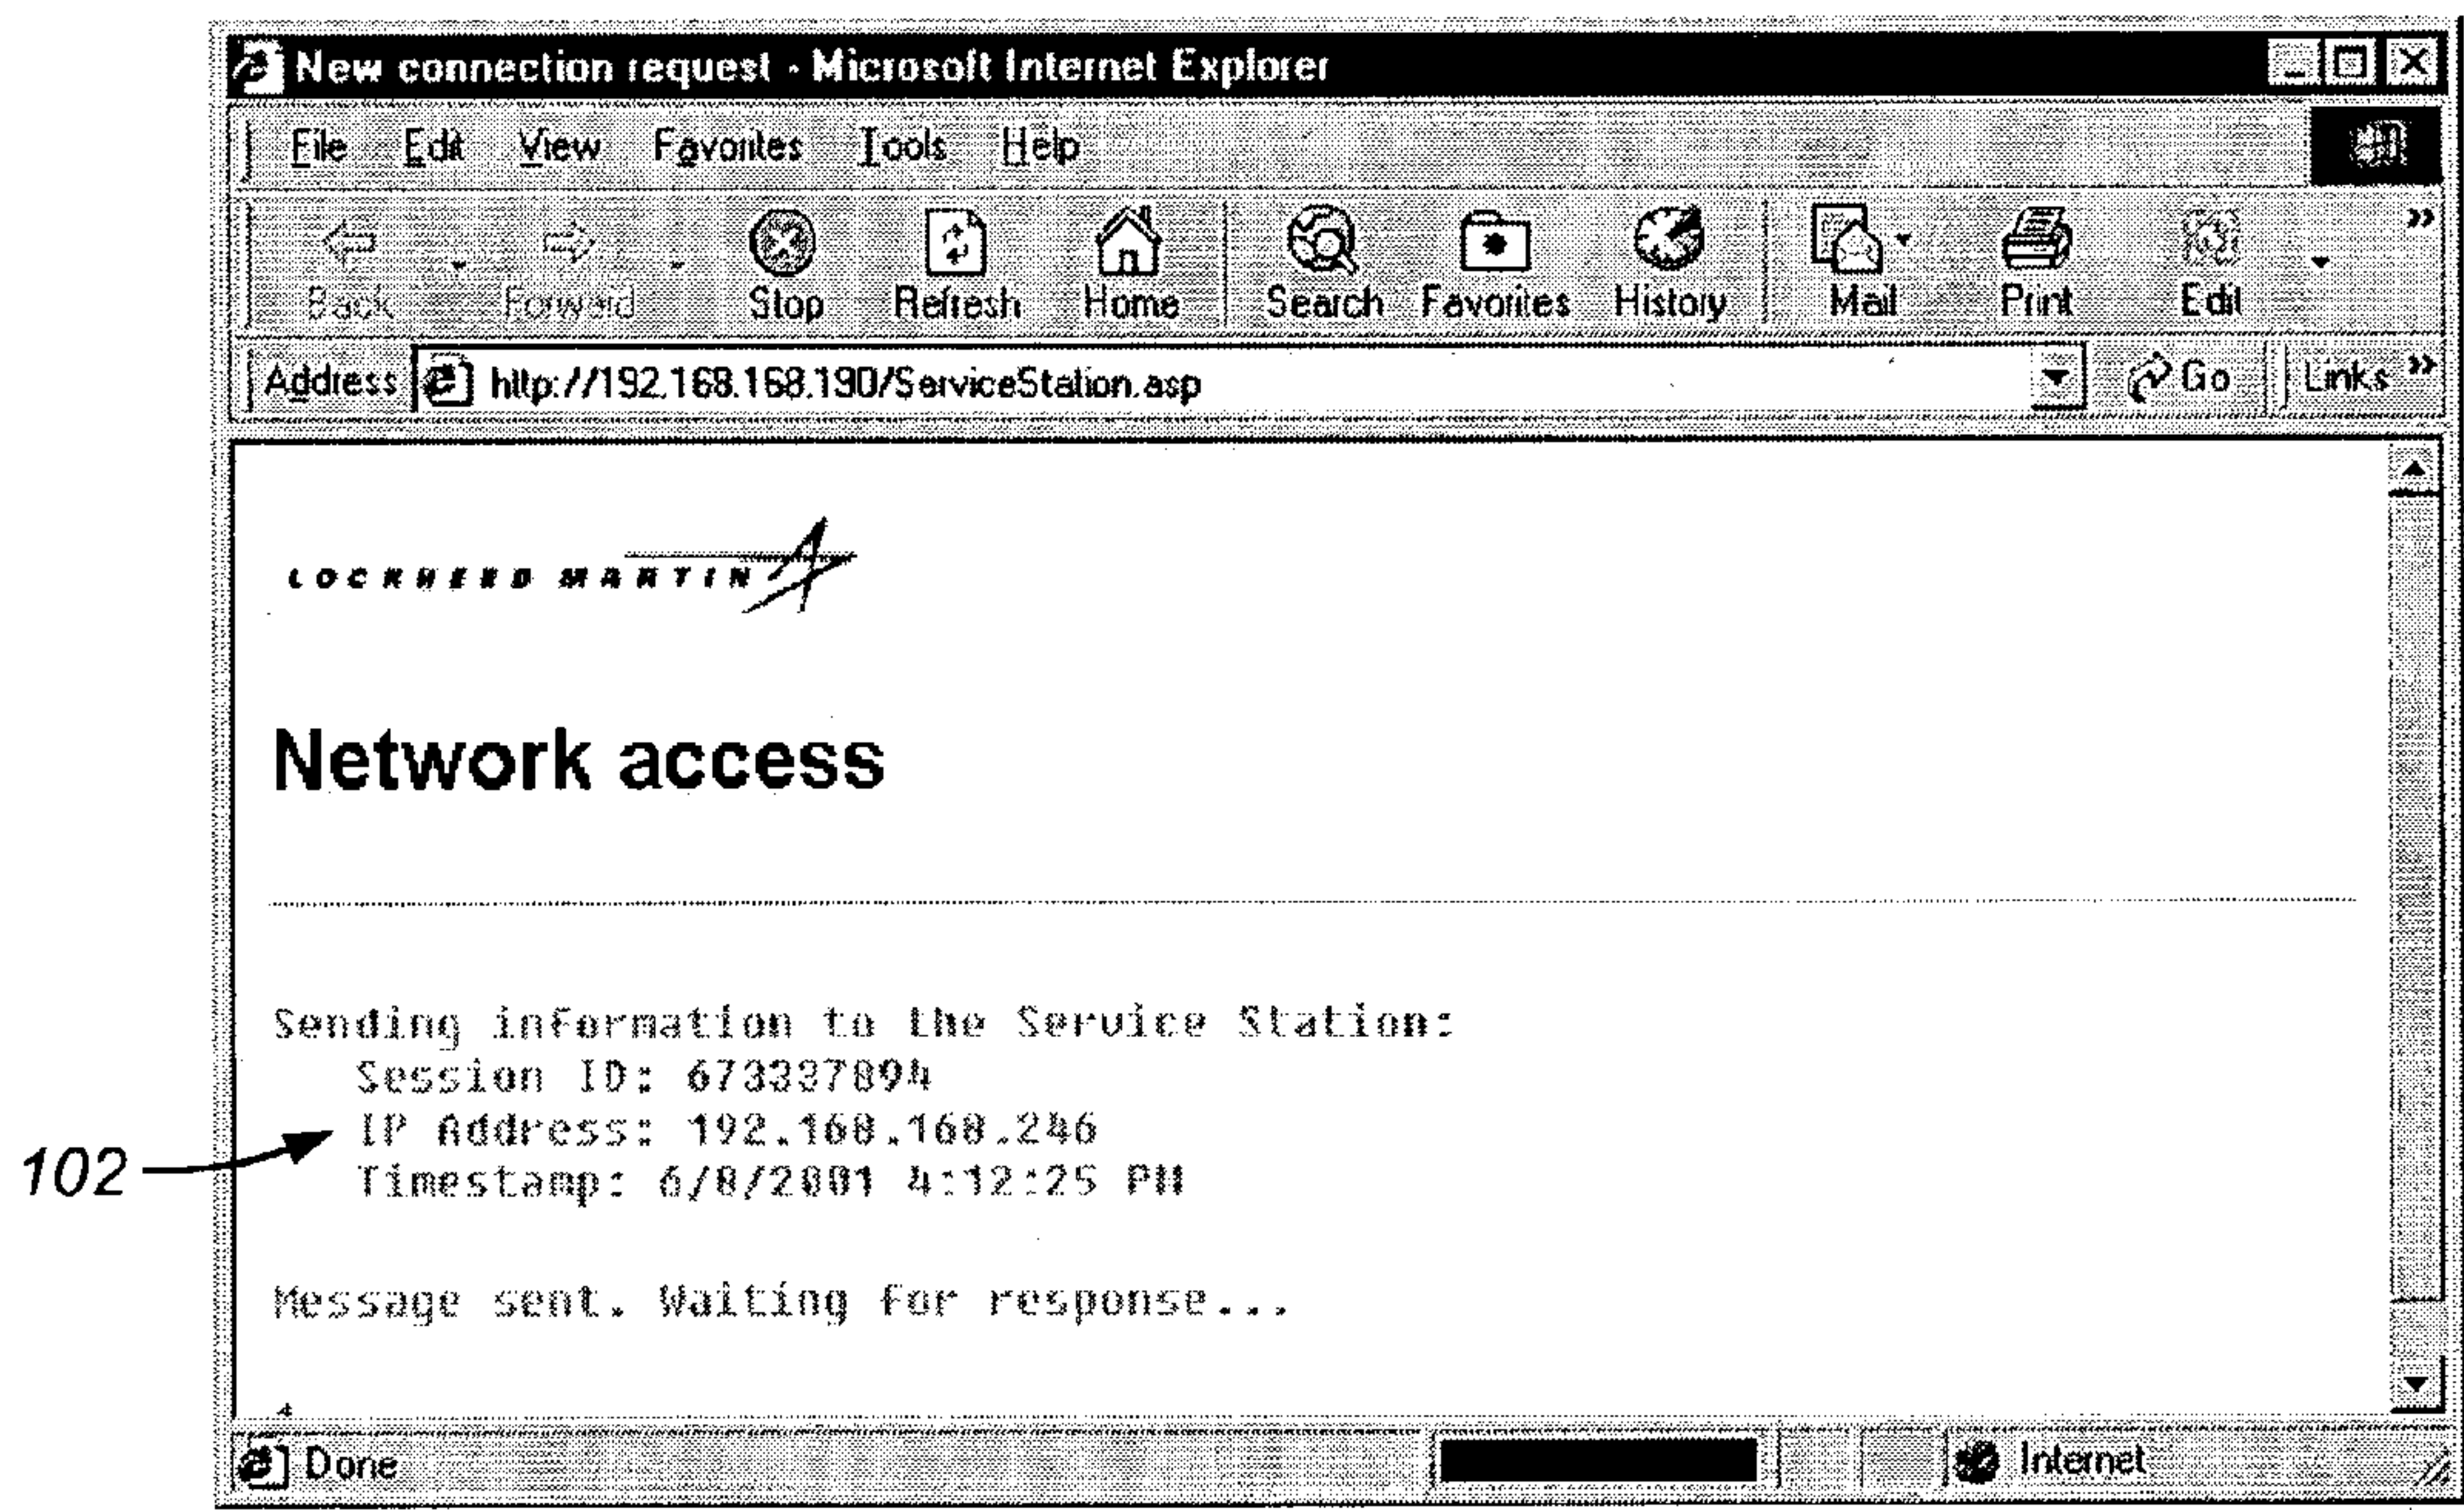 New connection request - Microsoft Internet Explorer
File Edit View Favorites Tools Help
Back Forward Stop Refresh Home Search Favorites History Mail Print Edit »
Address http://192.168.168.190/ServiceStation.asp Go Links »
LOCKHEED MARTIN
Network access
Sending information to the Service Station:
Session ID: 673337894
IP Address: 192.168.168.246
102
Timestamp: 6/8/2001 4:12:25 PM
Message sent. Waiting for response...
Done Internet